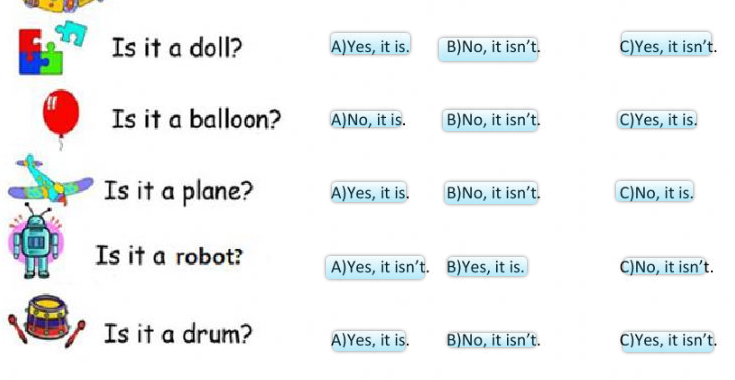 Is it a doll? A)Yes, it is. B)No, it isn't. C)Yes, it isn't.
Is it a balloon? A)No, it is. B)No, it isn't. C)Yes, it is.
Is it a plane? A)Yes, it is. B)No, it isn't. C)No, it is.
Is it a robot? A)Yes, it isn't. B)Yes, it is. C)No, it isn't.
Is it a drum? A)Yes, it is. B)No, it isn't. C)Yes, it isn't.